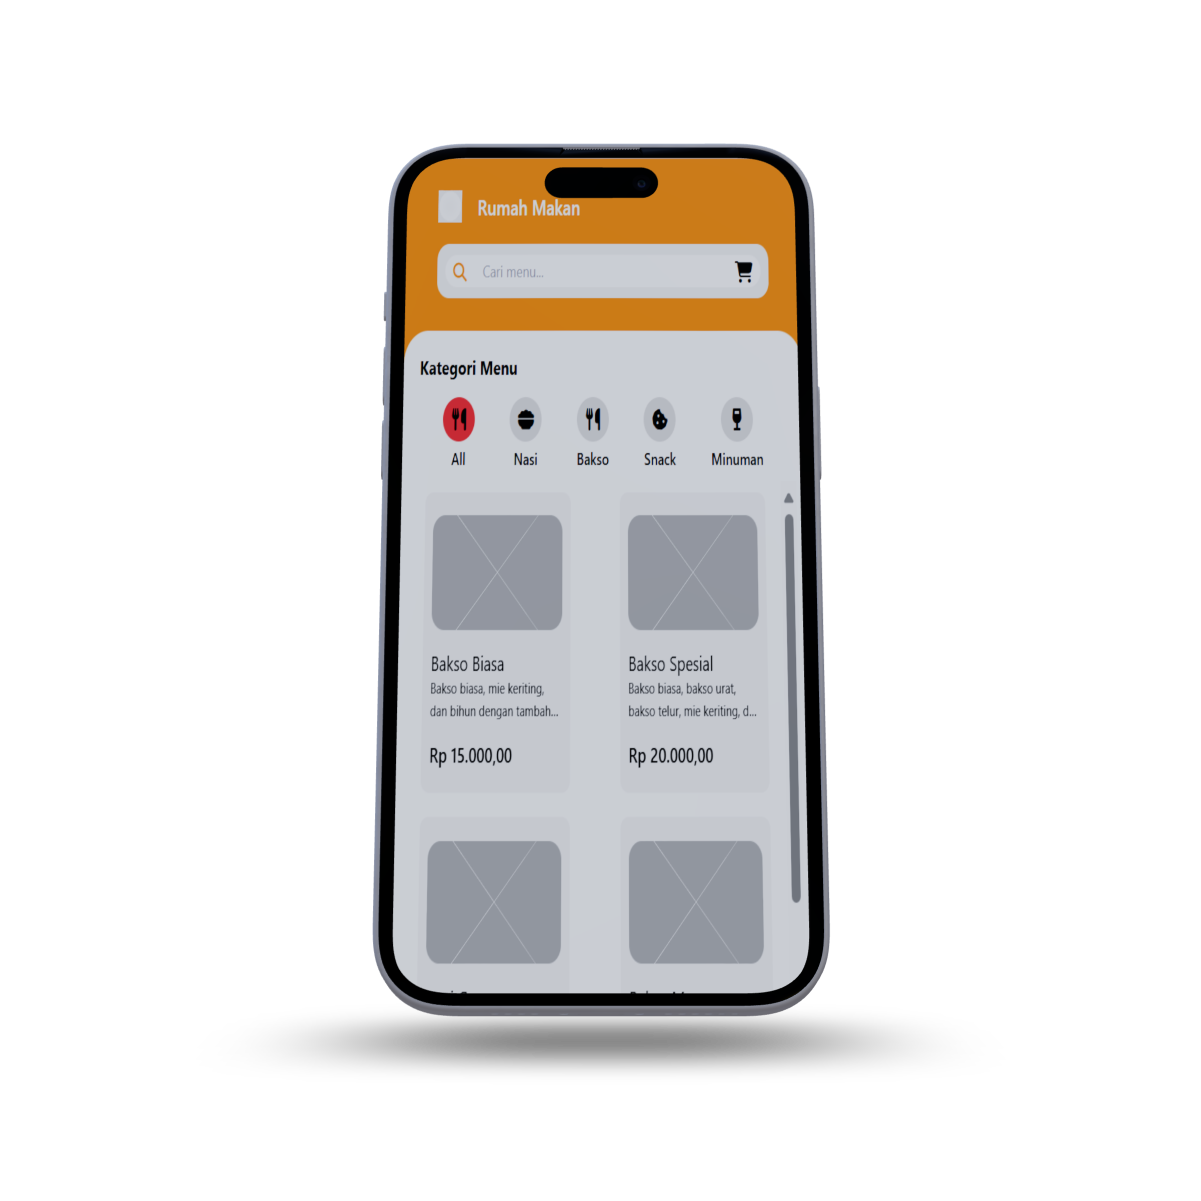 Rumah Makan
Cari menu...
Kategori Menu
All
Nasi
Bakso
Snack
Minuman
Bakso Biasa
Bakso biasa, mie keriting,
dan bihun dengan tambah...
Rp 15.000,00
Bakso Spesial
Bakso biasa, bakso urat,
bakso telur, mie keriting, d...
Rp 20.000,00